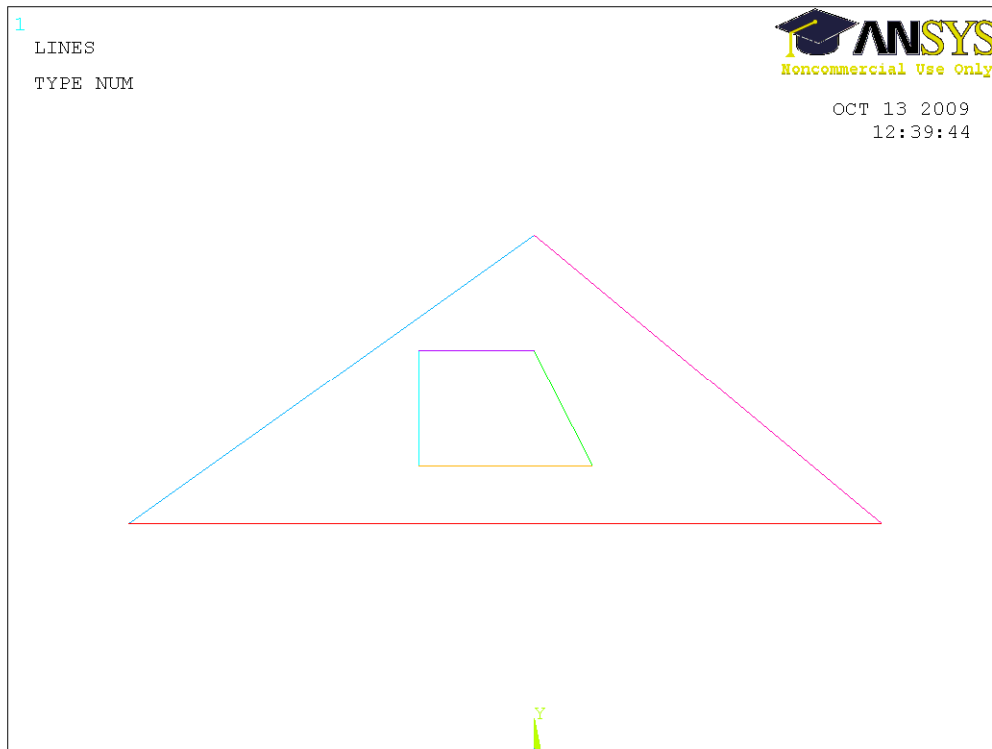 1
LINES
TYPE NUM
ANSYS
Noncommercial Use Only
OCT 13 2009
12:39:44
Y